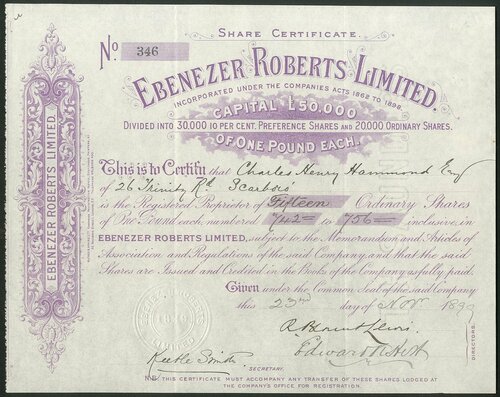 SHARE CERTIFICATE.
No. 346
EBENEZER ROBERTS LIMITED.
INCORPORATED UNDER THE COMPANIES ACTS 1862 TO 1898.
CAPITAL £50,000
DIVIDED INTO 30,000 10 PER CENT. PREFERENCE SHARES AND 20,000 ORDINARY SHARES.
OF ONE POUND EACH.
This is to Certify that Charles Henry Hammond Esq
of 26 Trinity Rd Scarboro
is the Registered Proprietor of Fifteen Ordinary Shares
of One Pound each, numbered 742 to 756 inclusive, in
EBENEZER ROBERTS LIMITED, subject to the Memorandum and Articles of
Association and Regulations of the said Company and that the said
Shares are Issued and Credited in the Books of the Company as fully paid.
Given under the Common Seal of the said Company
this 23rd day of Nov. 1899
Keeble Smith
SECRETARY.
DIRECTORS.
N.B. THIS CERTIFICATE MUST ACCOMPANY ANY TRANSFER OF THESE SHARES LODGED AT
THE COMPANY'S OFFICE FOR REGISTRATION.
EBENEZER ROBERTS LIMITED.